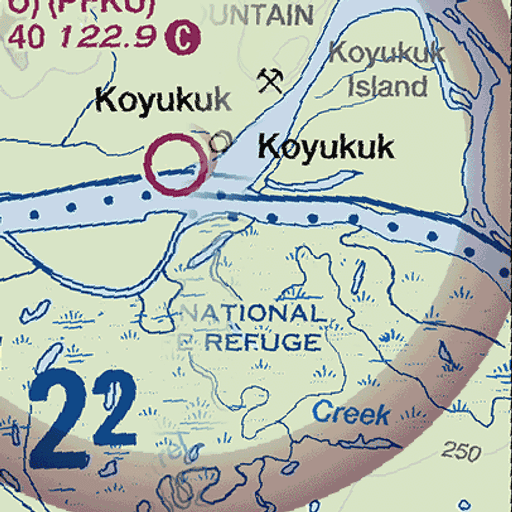 (PFKU)
UNTAIN
40 122.9 C
Koyukuk
Island
Koyukuk
Koyukuk
NATIONAL
E REFUGE
22
Creek
250